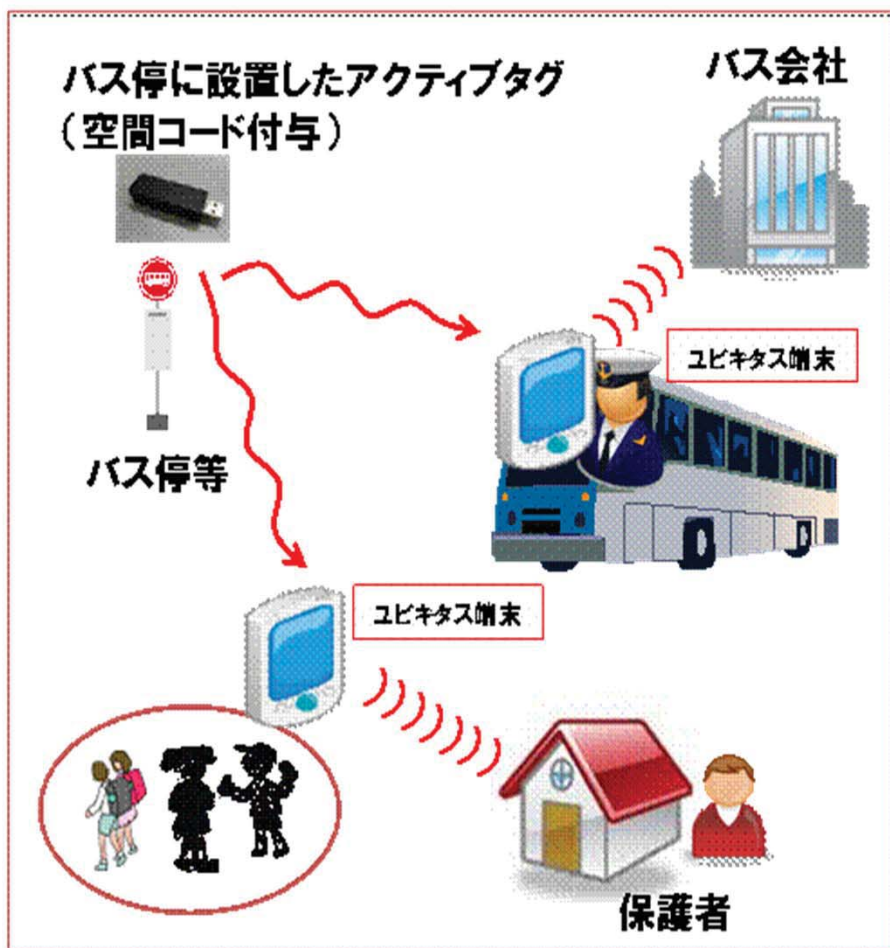 バス停に設置したアクティブタグ
(空間コード付与)
バス会社
ユビキタス端末
バス停等
ユビキタス端末
保護者